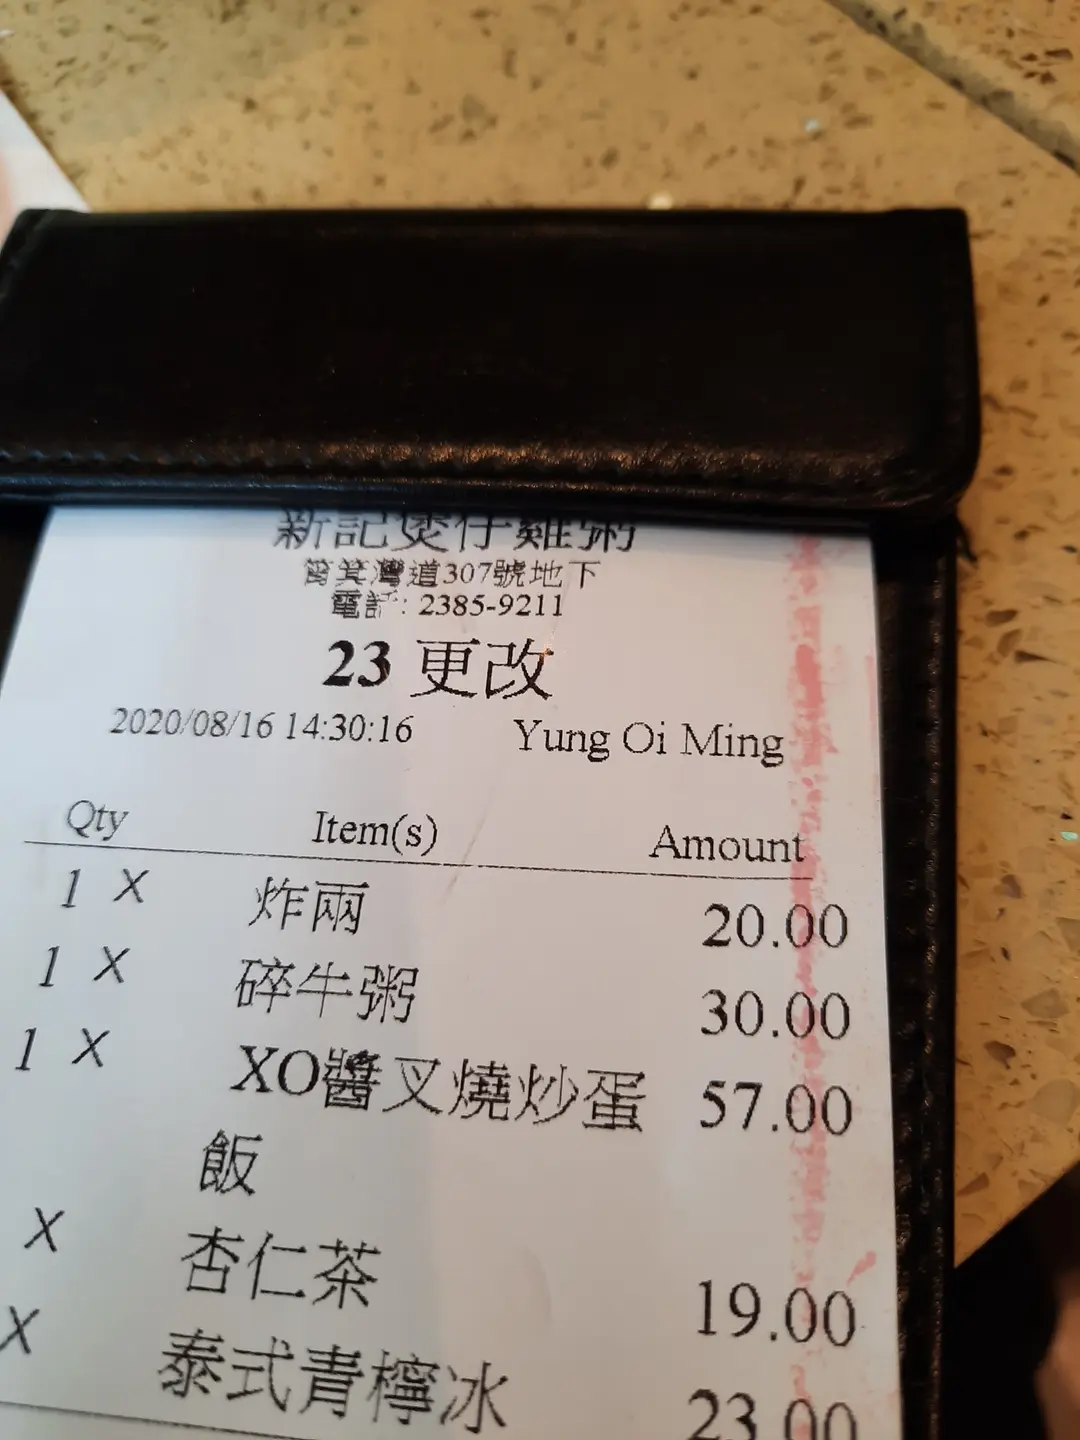 新記煲仔雞粥
筲箕灣道307號地下
電話: 2385-9211
23 更改
2020/08/16 14:30:16 Yung Oi Ming
Qty Item(s) Amount
1 X 炸兩 20.00
1 X 碎牛粥 30.00
1 X XO醬叉燒炒蛋 57.00
飯
X 杏仁茶 19.00
X 泰式青檸冰 23.00